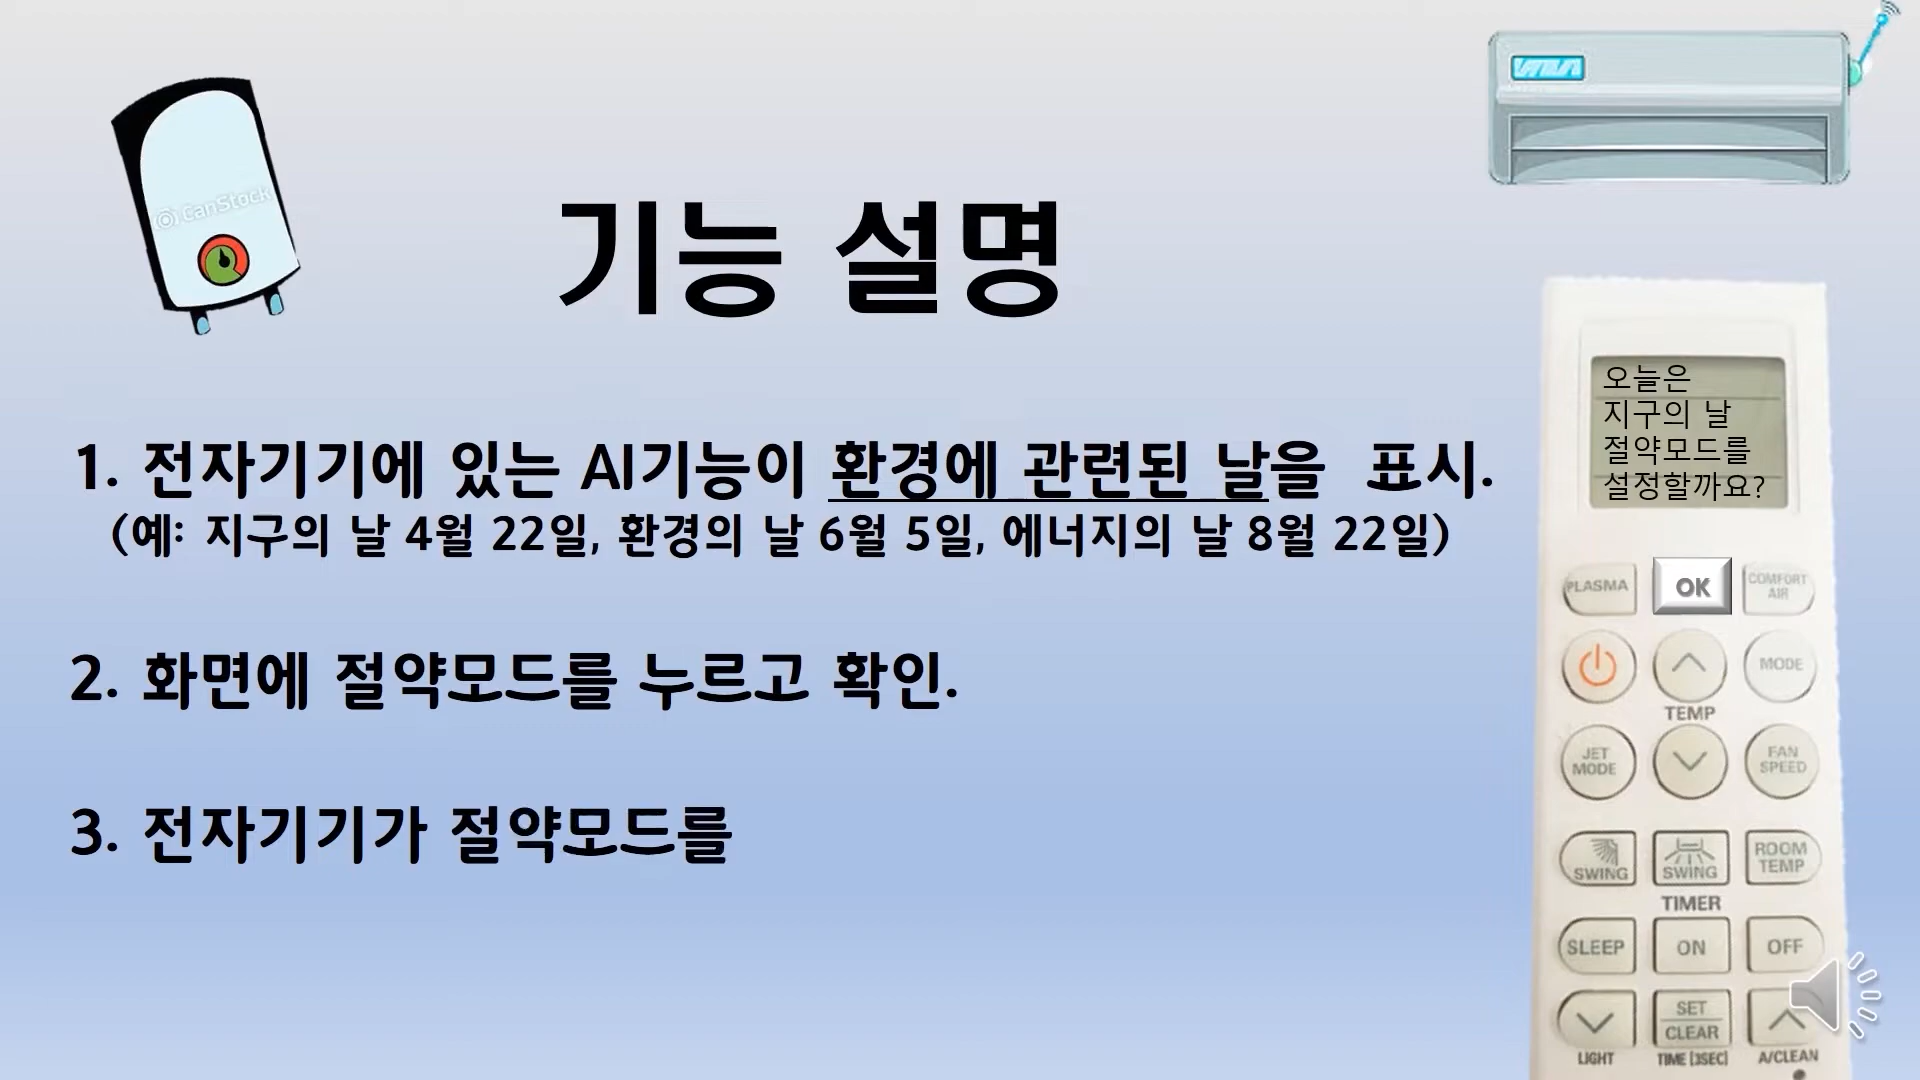 CanStock
기능 설명
1. 전자기기에 있는 AI기능이 환경에 관련된 날을 표시.
(예: 지구의 날 4월 22일, 환경의 날 6월 5일, 에너지의 날 8월 22일)
2. 화면에 절약모드를 누르고 확인.
3. 전자기기가 절약모드를
오늘은
지구의 날
절약모드를
설정할까요?
PLASMA
OK
COMFORT
AIR
MODE
TEMP
JET
MODE
FAN
SPEED
SWING
SWING
ROOM
TEMP
TIMER
SLEEP
ON
OFF
SET
CLEAR
LIGHT
TIME [3SEC]
A/CLEAN